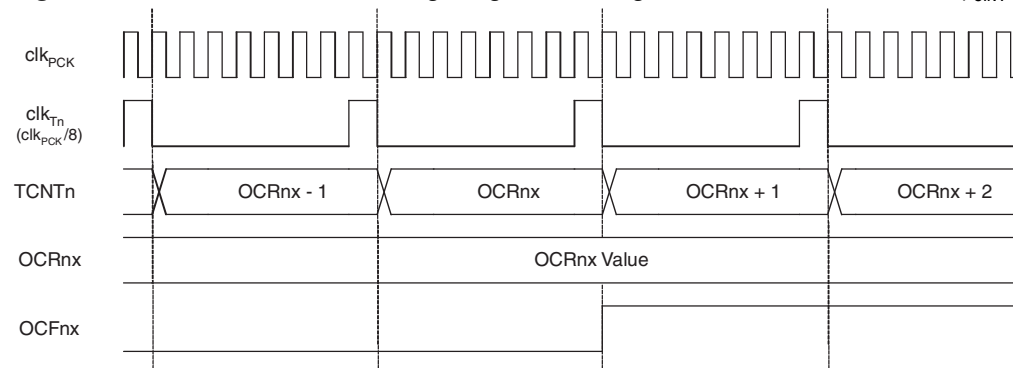 clkPCK
clkTn
(clkPCK/8)
TCNTn
OCRnx - 1
OCRnx
OCRnx + 1
OCRnx + 2
OCRnx
OCRnx Value
OCFnx